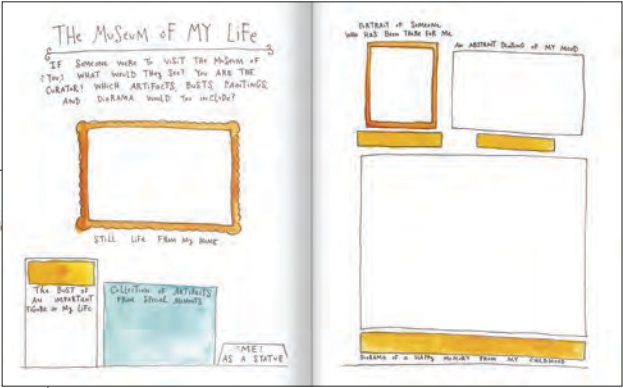 THE MUSEUM OF MY LIFE
IF SOMEONE WERE TO VISIT THE MUSEUM OF
(YOU) WHAT WOULD THEY SEE? YOU ARE THE
CURATOR! WHICH ARTIFACTS, BUSTS, PAINTINGS,
AND DIORAMA WOULD YOU INCLUDE?
STILL LIFE FROM MY HOME
THE BUST OF
AN IMPORTANT
FIGURE IN MY LIFE
COLLECTION OF ARTIFACTS
FROM SPECIAL MOMENTS
"ME!"
AS A STATUE
PORTRAIT OF SOMEONE
WHO HAS BEEN THERE FOR ME
AN ABSTRACT DRAWING OF MY MOOD
DIORAMA OF A HAPPY MEMORY FROM MY CHILDHOOD